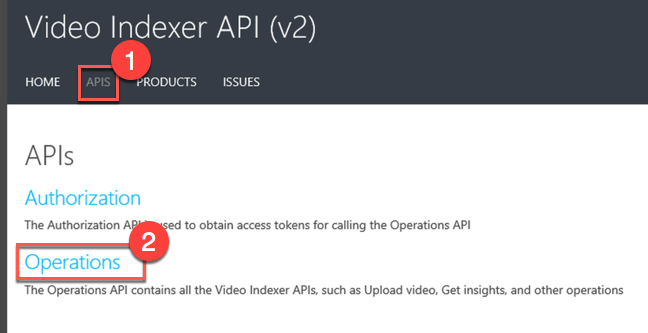 Video Indexer API (v2)
1
HOME APIS PRODUCTS ISSUES
APIs
Authorization
The Authorization API used to obtain access tokens for calling the Operations API
2
Operations
The Operations API contains all the Video Indexer APIs, such as Upload video, Get insights, and other operations